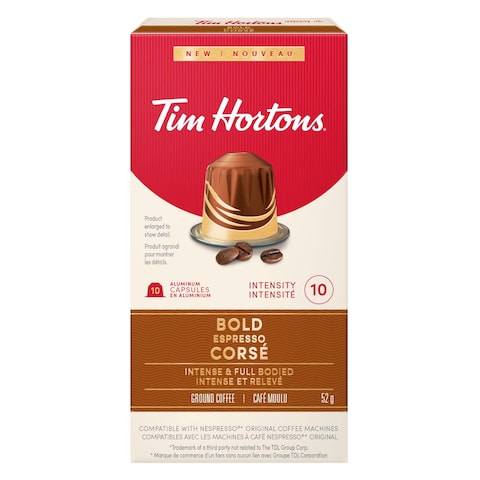 NEW | NOUVEAU
Tim Hortons®
Product
enlarged to
show detail.
Produit agrandi
pour montrer
les détails.
10
ALUMINUM
CAPSULES
EN ALUMINIUM
INTENSITY
INTENSITÉ
10
BOLD
ESPRESSO
CORSÉ
INTENSE & FULL BODIED
INTENSE ET RELEVÉ
GROUND COFFEE | CAFÉ MOULU 52 g
COMPATIBLE WITH NESPRESSO®* ORIGINAL COFFEE MACHINES
COMPATIBLES AVEC LES MACHINES À CAFÉ NESPRESSO®* ORIGINAL
*Trademark of a third party not related to The TDL Group Corp.
* Marque de commerce d'un tiers sans aucun lien avec Groupe TDL Corporation